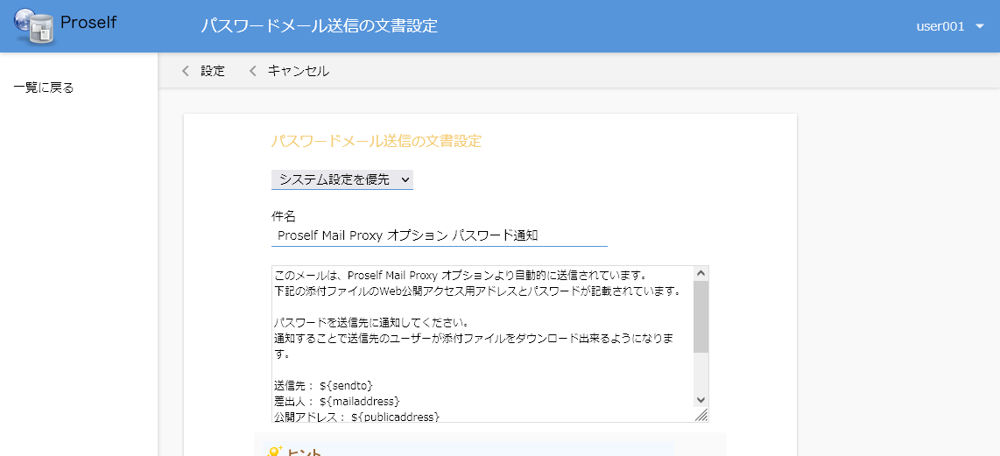 Proself
パスワードメール送信の文書設定
user001
一覧に戻る
設定
キャンセル
パスワードメール送信の文書設定
システム設定を優先
件名
Proself Mail Proxy オプション パスワード通知
このメールは、Proself Mail Proxy オプションより自動的に送信されています。
下記の添付ファイルのWeb公開アクセス用アドレスとパスワードが記載されています。
パスワードを送信先に通知してください。
通知することで送信先のユーザーが添付ファイルをダウンロード出来るようになりま
す。
送信先： ${sendto}
差出人： ${mailaddress}
公開アドレス： ${publicaddress}
ヒント